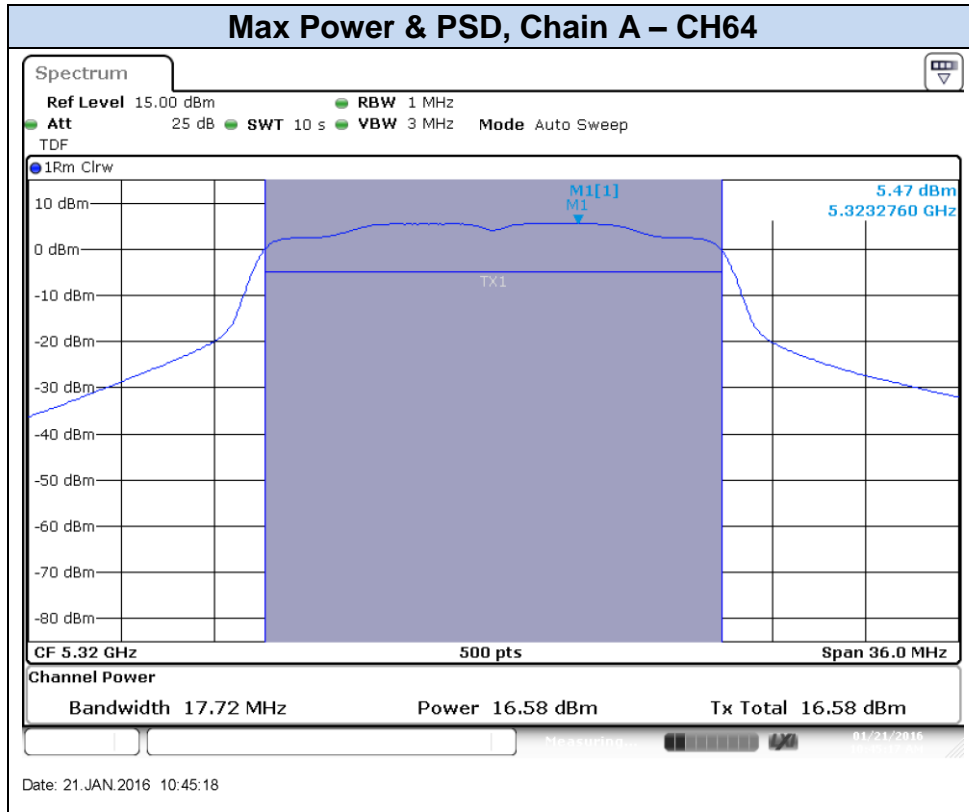 Max Power & PSD, Chain A – CH64
Spectrum
Ref Level 15.00 dBm RBW 1 MHz
Att 25 dB SWT 10 s VBW 3 MHz Mode Auto Sweep
TDF
1Rm Clrw
M1[1] 5.47 dBm
M1 5.3232760 GHz
10 dBm
0 dBm
TX1
-10 dBm
-20 dBm
-30 dBm
-40 dBm
-50 dBm
-60 dBm
-70 dBm
-80 dBm
CF 5.32 GHz 500 pts Span 36.0 MHz
Channel Power
Bandwidth 17.72 MHz Power 16.58 dBm Tx Total 16.58 dBm
Measuring... 01/21/2016
Date: 21.JAN.2016 10:45:18